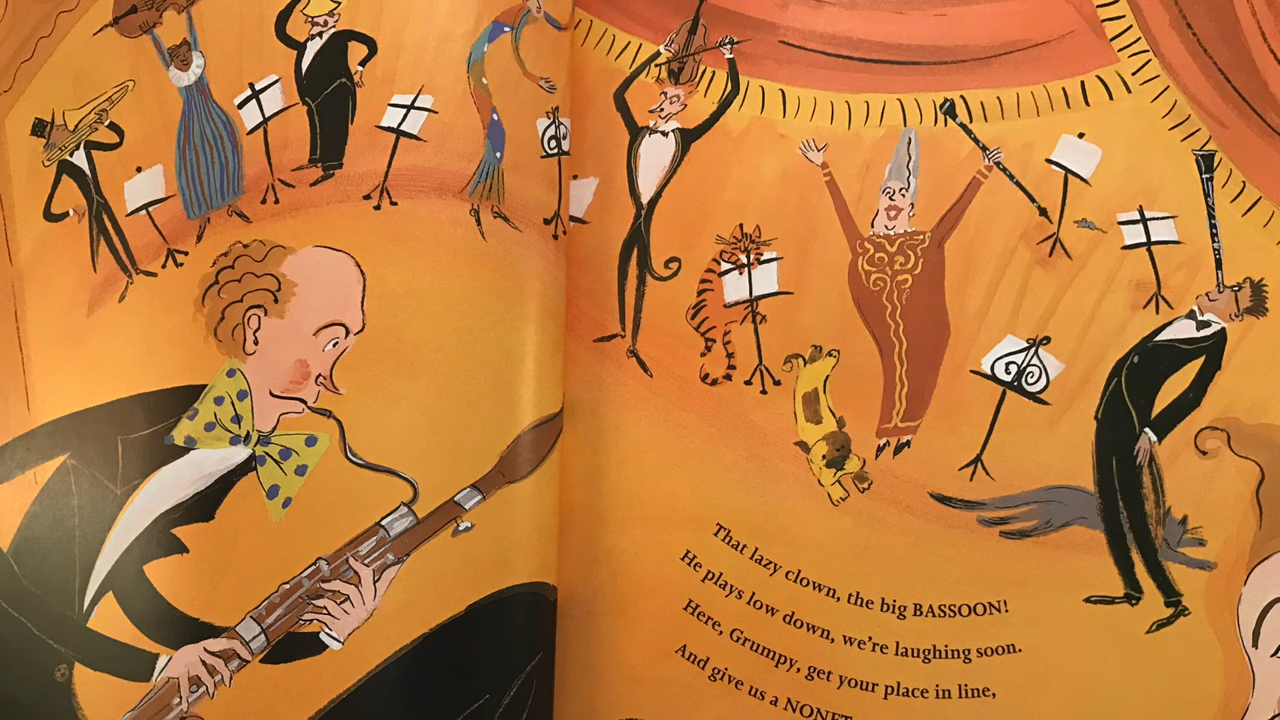 That lazy clown, the big BASSOON!
He plays low down, we're laughing soon.
Here, Grumpy, get your place in line,
And give us a NONET